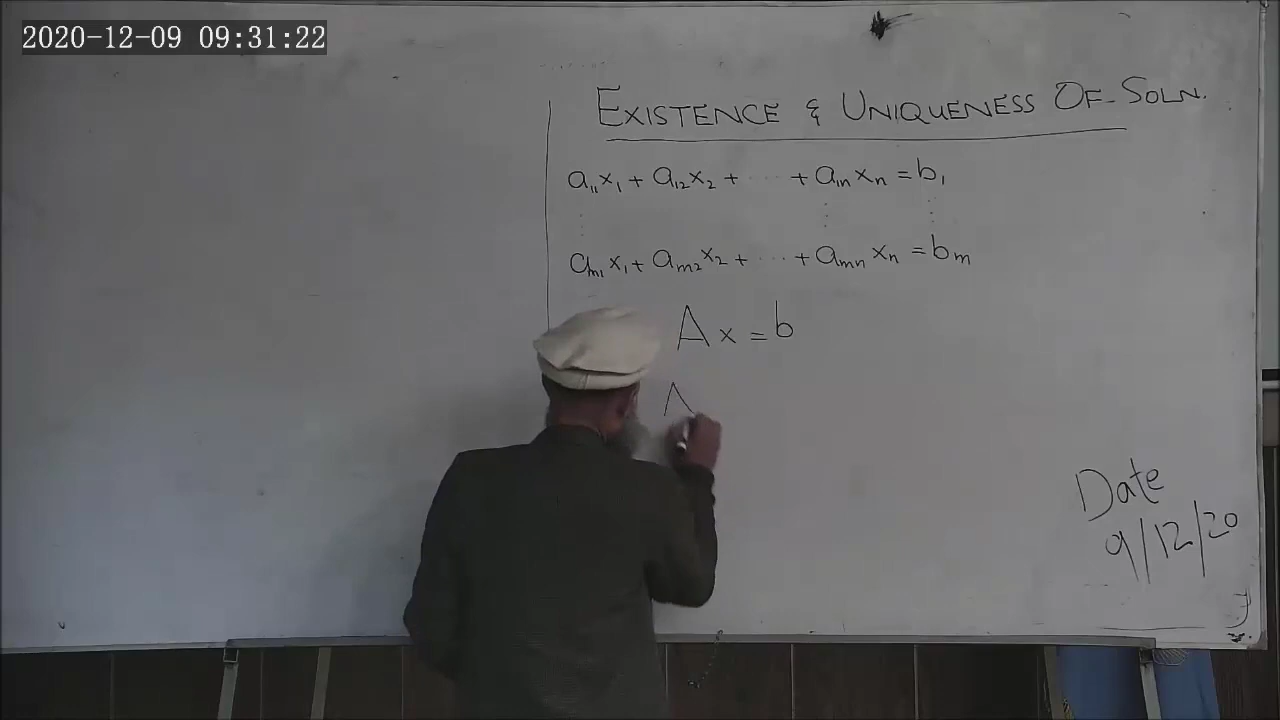 2020-12-09 09:31:22
EXISTENCE & UNIQUENESS OF SOLN.
a₁₁x₁ + a₁₂x₂ + ..... + a₁ₙxₙ = b₁
⋮ ⋮ ⋮
aₘ₁x₁ + aₘ₂x₂ + ..... + aₘₙxₙ = bₘ
Ax = b
Date
9/12/20